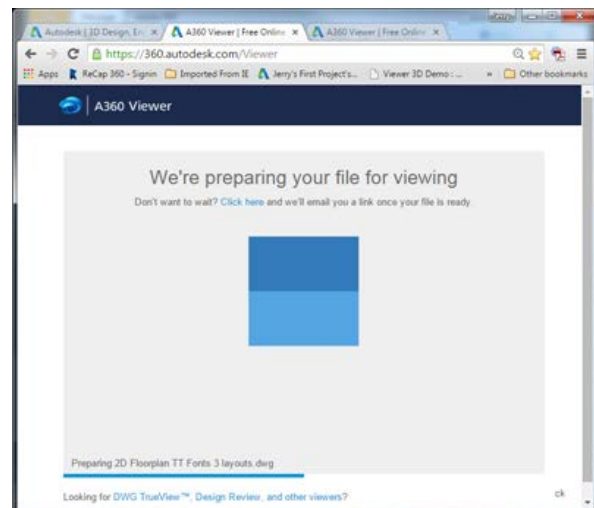 Autodesk | 3D Design, En
A360 Viewer | Free Online
A360 Viewer | Free Online
https://360.autodesk.com/Viewer
Apps
ReCap 360 - Signin
Imported From IE
Jerry's First Project's...
Viewer 3D Demo : ...
»
Other bookmarks
A360 Viewer
We're preparing your file for viewing
Don't want to wait? Click here and we'll email you a link once your file is ready.
Preparing 2D Floorplan TT Fonts 3 layouts.dwg
Looking for DWG TrueView™, Design Review, and other viewers?
ck